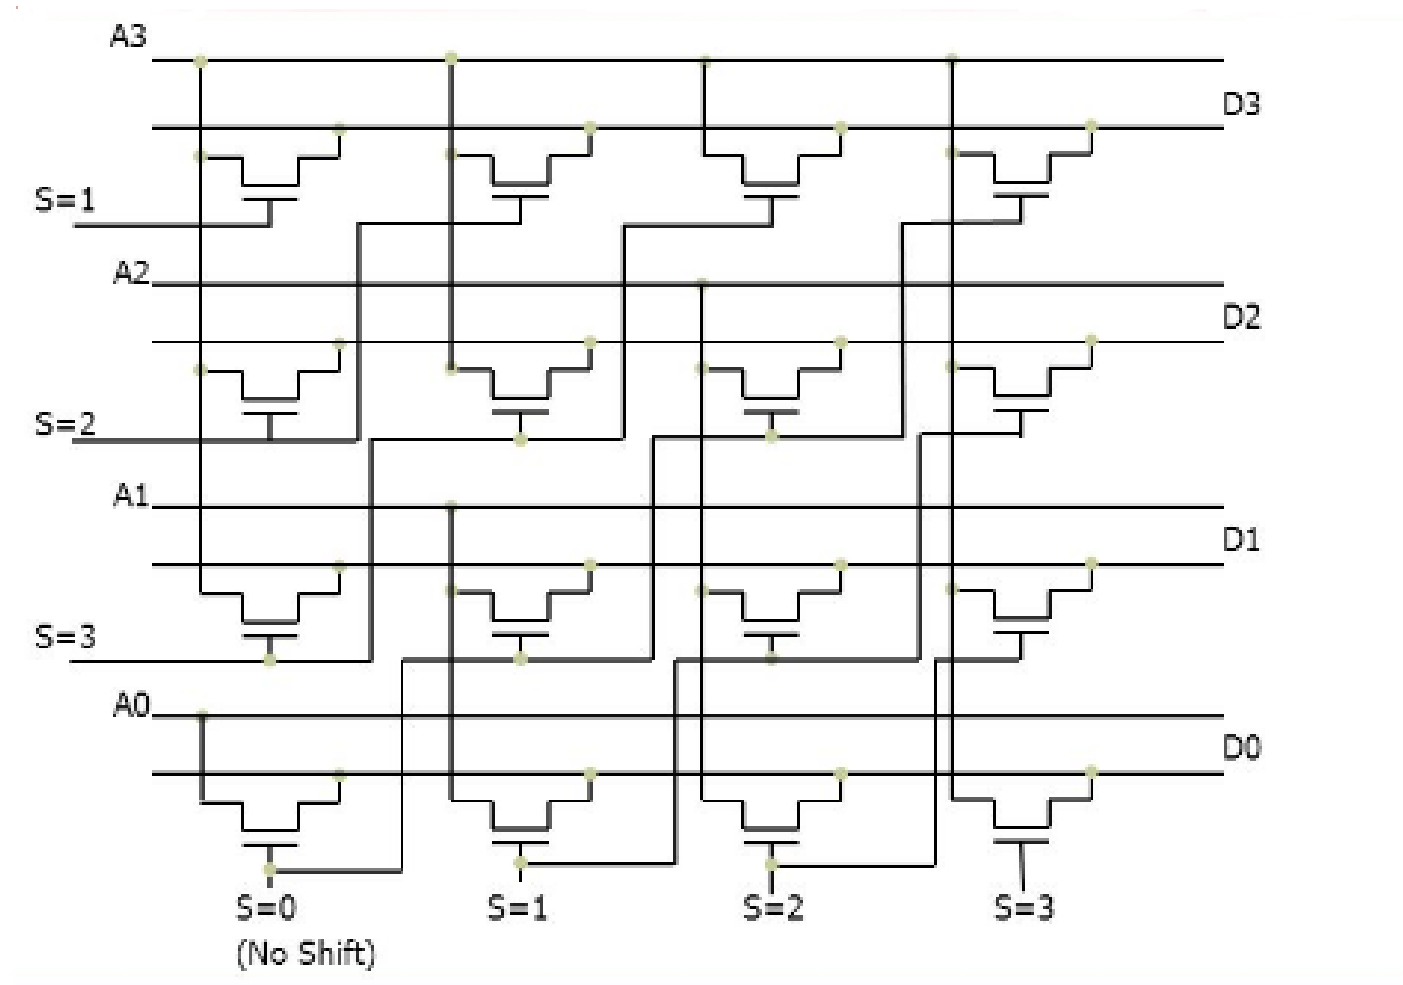 A3
D3
S=1
A2
D2
S=2
A1
D1
S=3
A0
D0
S=0 S=1 S=2 S=3
(No Shift)